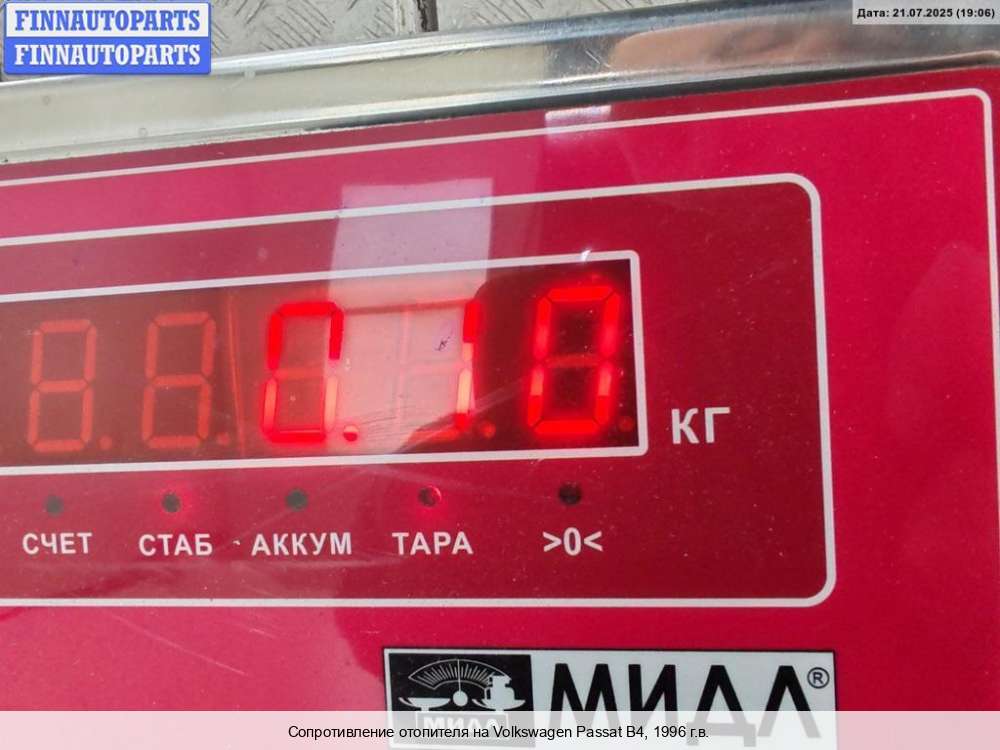 FINNAUTOPARTS
FINNAUTOPARTS
Дата: 21.07.2025 (19:06)
0.10
КГ
СЧЕТ СТАБ АККУМ ТАРА >0<
МИДЛ®
МИДЛ
Сопротивление отопителя на Volkswagen Passat B4, 1996 г.в.